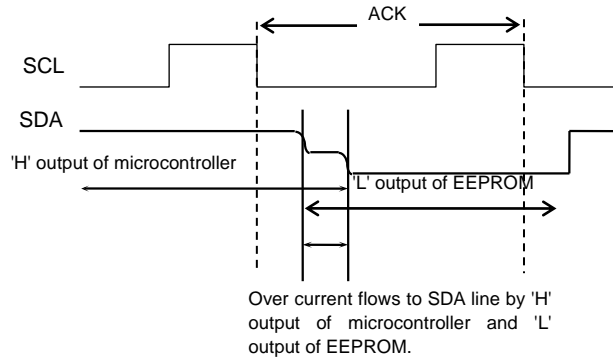 ACK
SCL
SDA
'H' output of microcontroller
'L' output of EEPROM
Over current flows to SDA line by 'H'
output of microcontroller and 'L'
output of EEPROM.